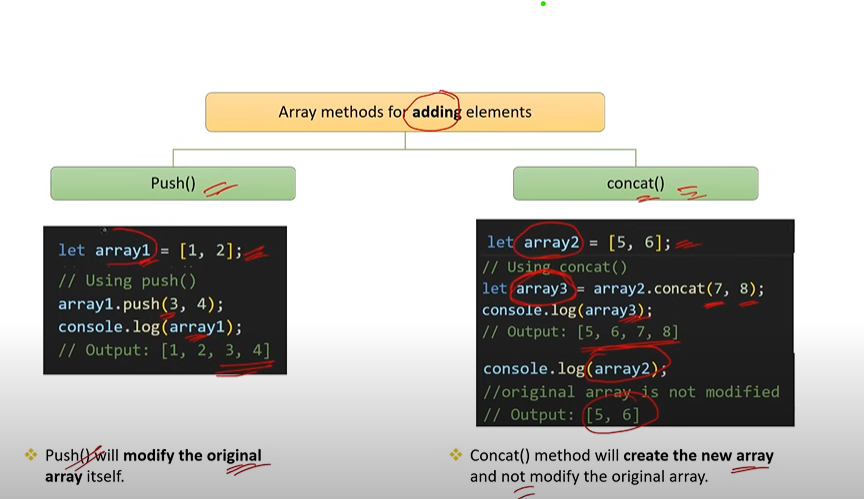 Array methods for adding elements
Push()
concat()
let array1 = [1, 2];
// Using push()
array1.push(3, 4);
console.log(array1);
// Output: [1, 2, 3, 4]
let array2 = [5, 6];
// Using concat()
let array3 = array2.concat(7, 8);
console.log(array3);
// Output: [5, 6, 7, 8]
console.log(array2);
//original array is not modified
// Output: [5, 6]
Push() will modify the original
array itself.
Concat() method will create the new array
and not modify the original array.